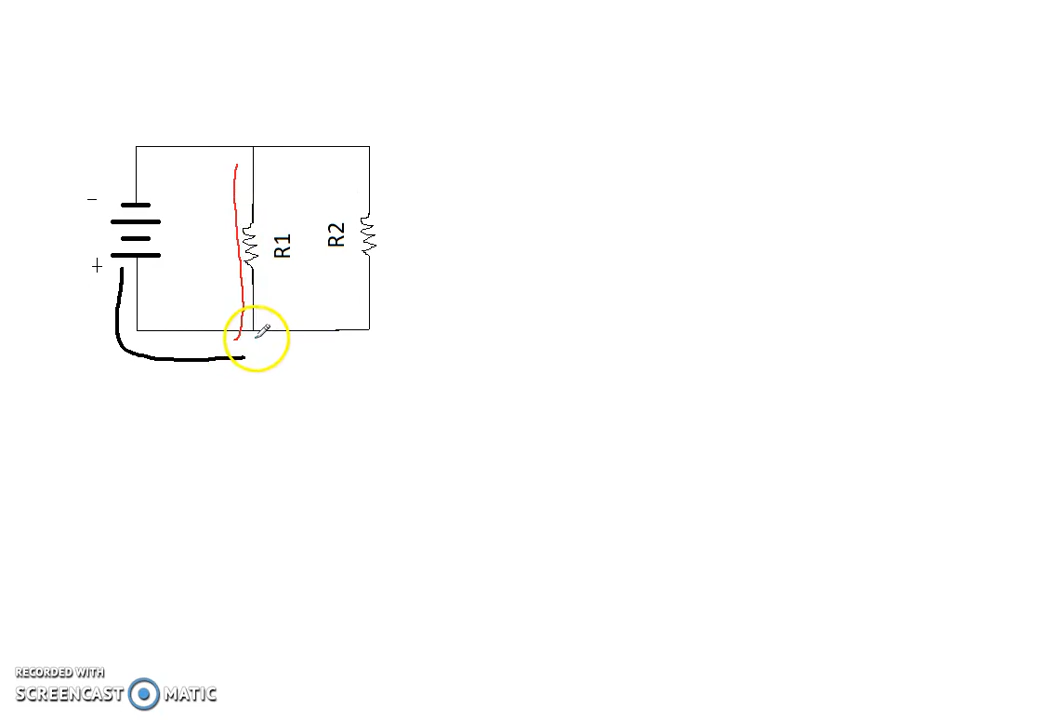 −
+
R1
R2
RECORDED WITH
SCREENCAST MATIC